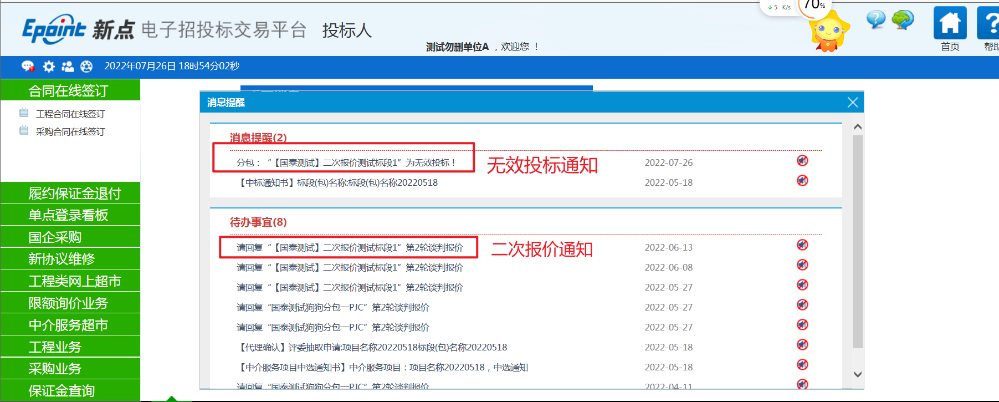 5 K/s
70%
Epoint 新点 电子招投标交易平台 投标人
测试勿删单位A ，欢迎您 ！
首页
帮助
2022年07月26日 18时54分02秒
合同在线签订
工程合同在线签订
采购合同在线签订
履约保证金退付
单点登录看板
国企采购
新协议维修
工程类网上超市
限额询价业务
中介服务超市
工程业务
采购业务
保证金查询
消息提醒
消息提醒(2)
分包：“【国泰测试】二次报价测试标段1”为无效投标！ 2022-07-26
无效投标通知
【中标通知书】标段(包)名称:标段(包)名称20220518 2022-05-18
待办事宜(8)
请回复“【国泰测试】二次报价测试标段1”第2轮谈判报价 2022-06-13
二次报价通知
请回复“【国泰测试】二次报价测试标段1”第2轮谈判报价 2022-06-08
请回复“【国泰测试】二次报价测试标段1”第2轮谈判报价 2022-05-27
请回复“国泰测试狗狗分包一PJC”第2轮谈判报价 2022-05-27
请回复“国泰测试狗狗分包一PJC”第2轮谈判报价 2022-05-27
【代理确认】评委抽取申请:项目名称20220518标段(包)名称20220518 2022-05-18
【中介服务项目中选通知书】中介服务项目：项目名称20220518，中选通知 2022-05-18
请回复“国泰测试狗狗分包一PJC”第2轮谈判报价 2022-04-11